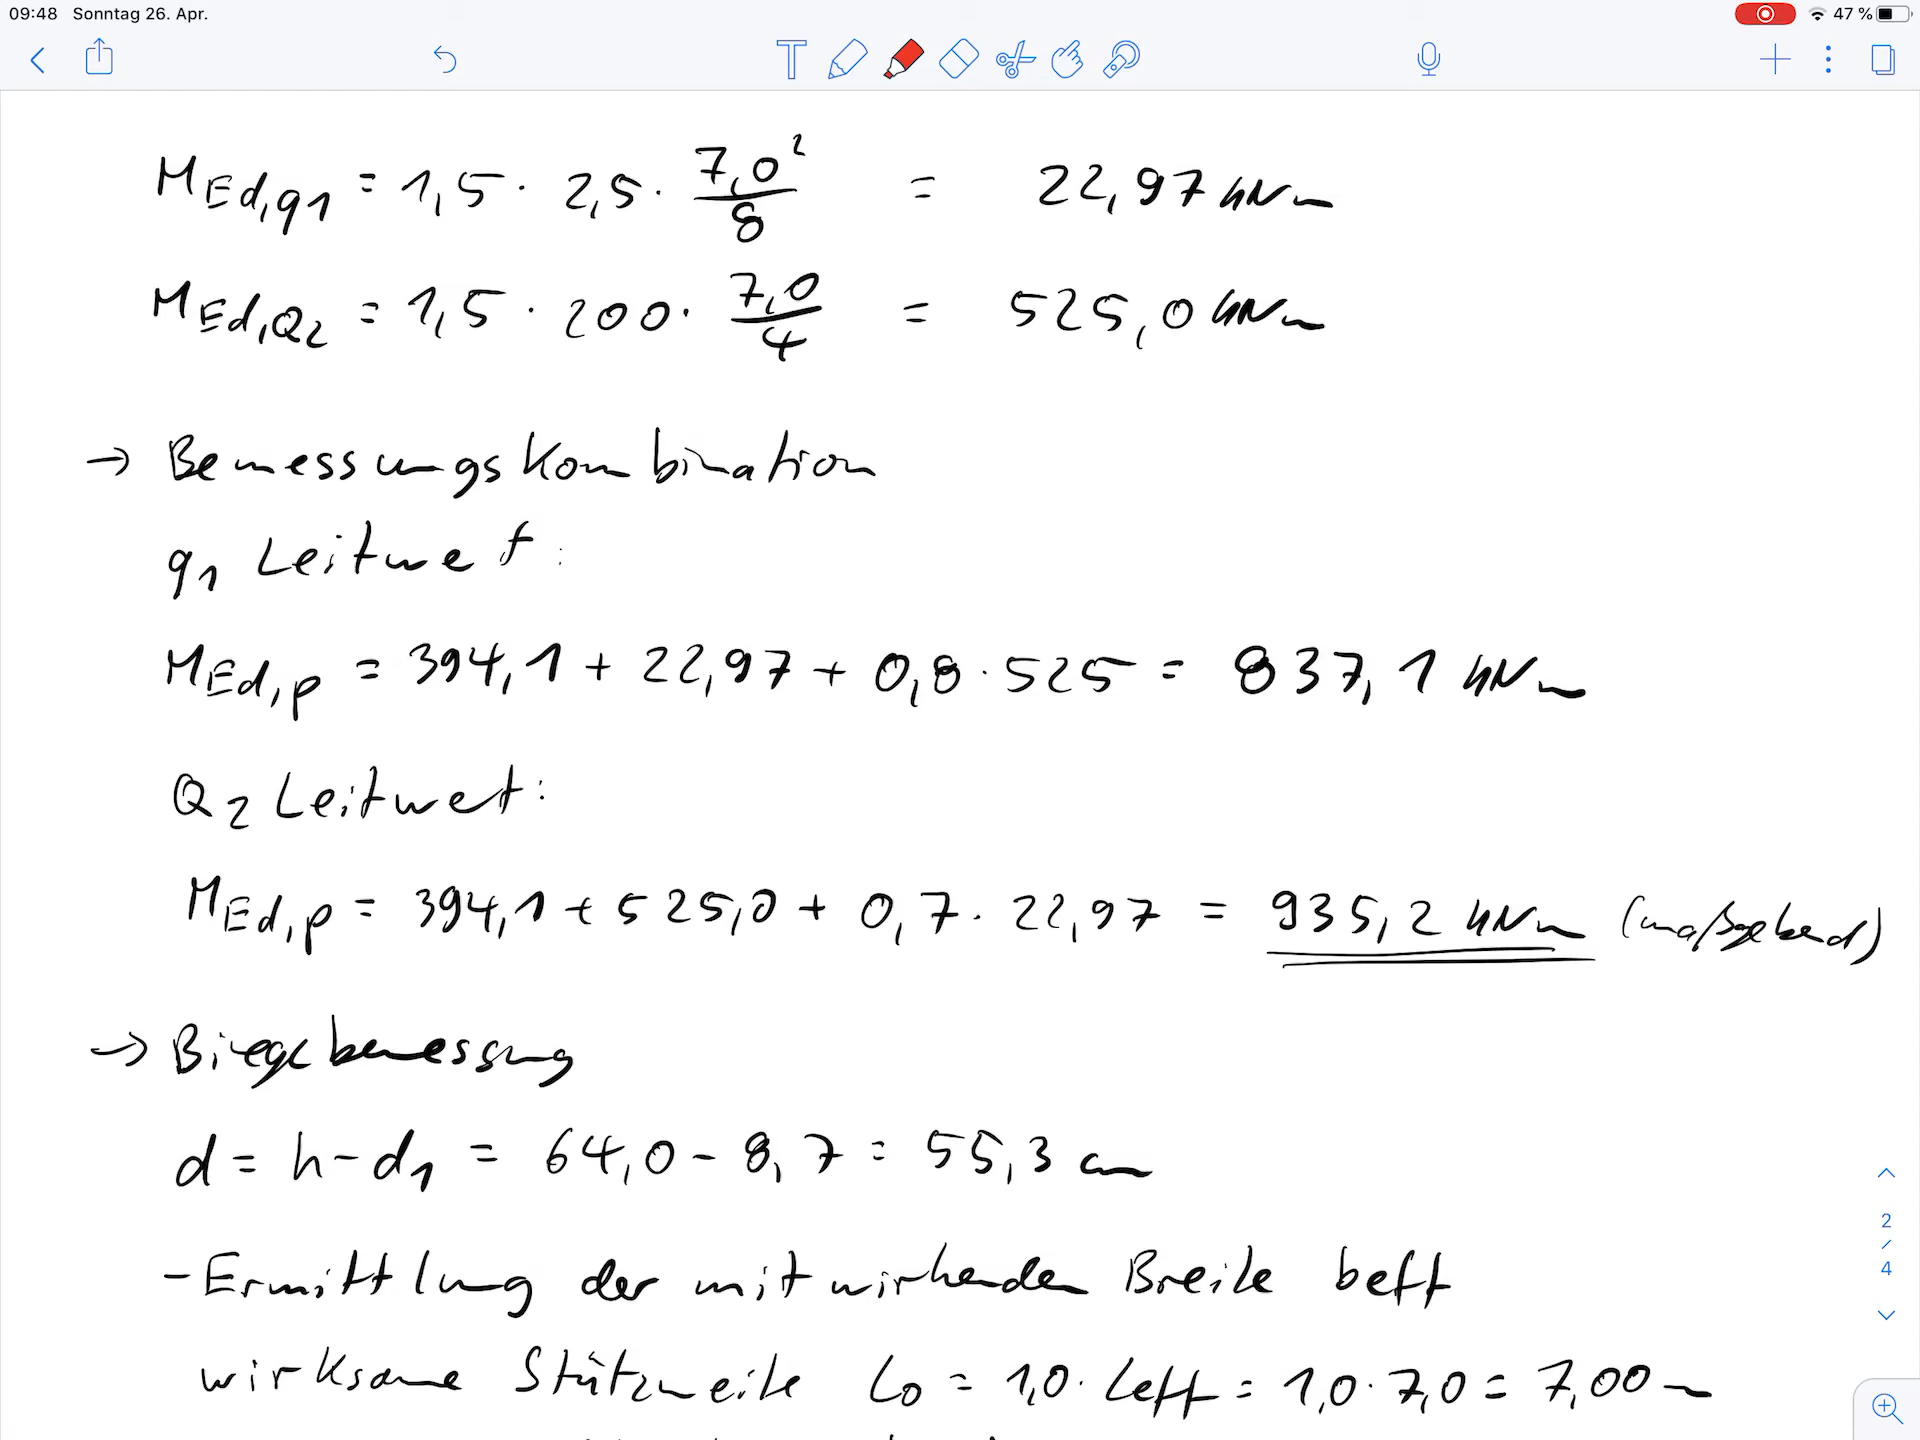 09:48 Sonntag 26. Apr. 47 %
M_Ed,q1 = 1,5 · 2,5 · 7,0²/8 = 22,97 kNm
M_Ed,Q2 = 1,5 · 200 · 7,0/4 = 525,0 kNm
→ Bemessungskombination
q1 Leitwert:
M_Ed,p = 394,1 + 22,97 + 0,8 · 525 = 837,1 kNm
Q2 Leitwert:
M_Ed,p = 394,1 + 525,0 + 0,7 · 22,97 = 935,2 kNm (maßgebend)
→ Biegebemessung
d = h - d1 = 64,0 - 8,7 = 55,3 cm
- Ermittlung der mitwirkenden Breite beff
wirksame Stützweite L0 = 1,0 · Leff = 1,0 · 7,0 = 7,00 m
2 / 4